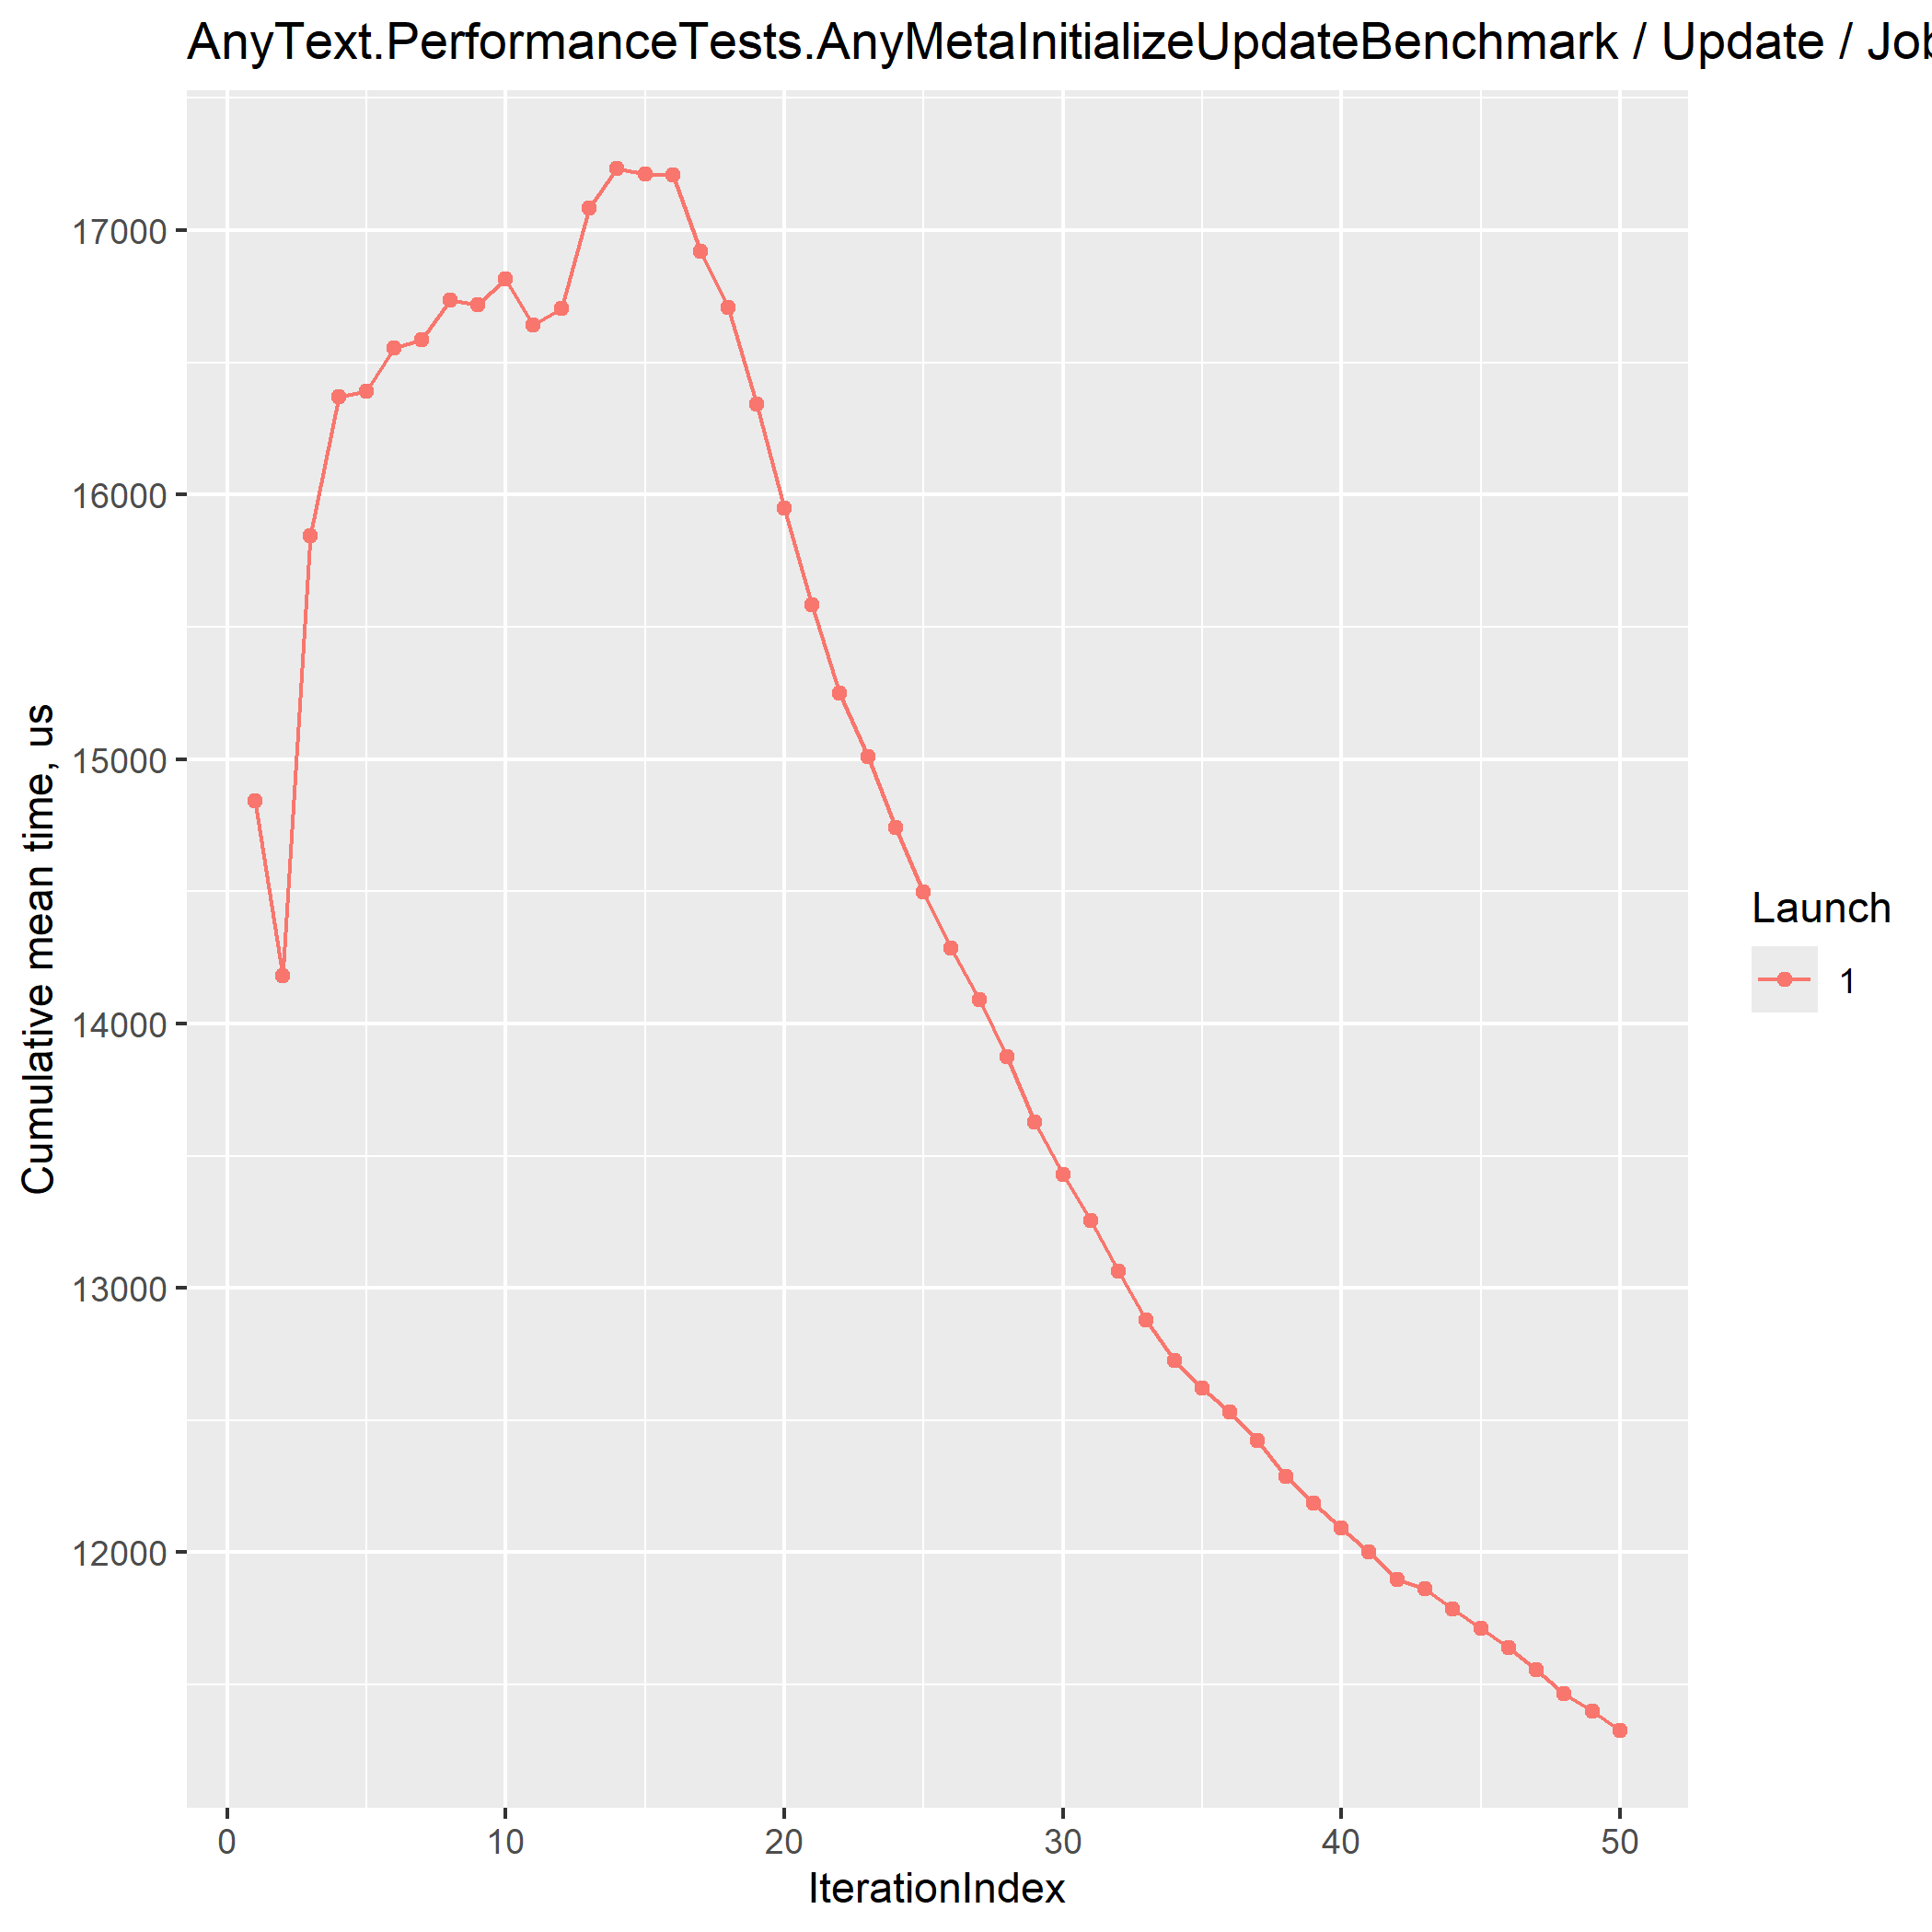 AnyText.PerformanceTests.AnyMetaInitializeUpdateBenchmark / Update / Job
17000
16000
15000
14000
13000
12000
Cumulative mean time, us
0 10 20 30 40 50
IterationIndex
Launch
1